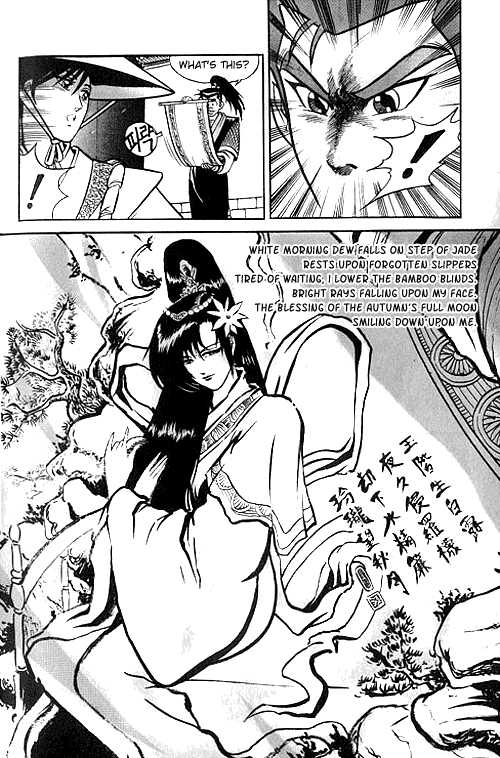 WHAT'S THIS?
!
!
WHITE MORNING DEW FALLS ON STEP OF JADE
RESTS UPON FORGOTTEN SLIPPERS
TIRED OF WAITING, I LOWER THE BAMBOO BLINDS.
BRIGHT RAYS FALLING UPON MY FACE.
THE BLESSING OF THE AUTUMN'S FULL MOON
SMILING DOWN UPON ME.
玉階生白露
夜久侵羅襪
却下水精簾
玲瓏望秋月